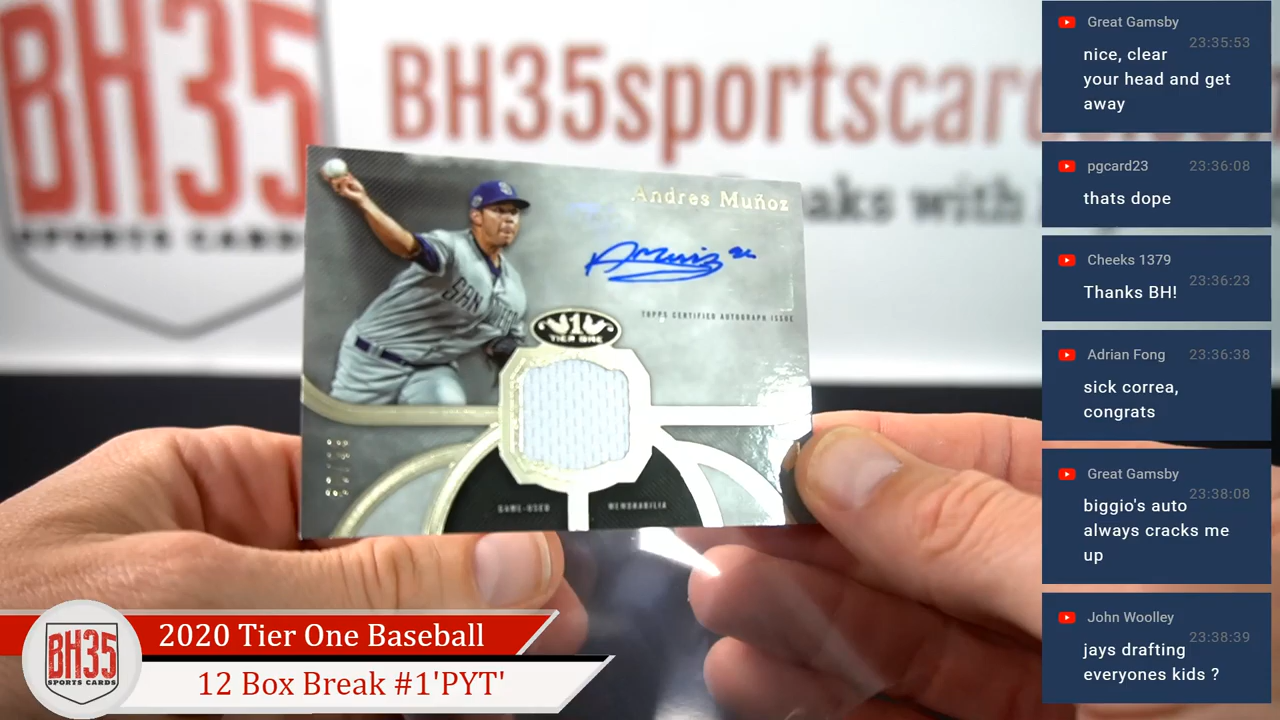 BH35
SPORTS CARDS
BH35sportscar
aks with
Andres Muñoz
TOPPS CERTIFIED AUTOGRAPH ISSUE
SAN DIEGO
1
TIER ONE
GAME-USED MEMORABILIA
2020 Tier One Baseball
12 Box Break #1'PYT'
BH35
SPORTS CARDS
Great Gamsby
23:35:53
nice, clear
your head and get
away
pgcard23 23:36:08
thats dope
Cheeks 1379 23:36:23
Thanks BH!
Adrian Fong 23:36:38
sick correa,
congrats
Great Gamsby
23:38:08
biggio's auto
always cracks me
up
John Woolley
23:38:39
jays drafting
everyones kids ?